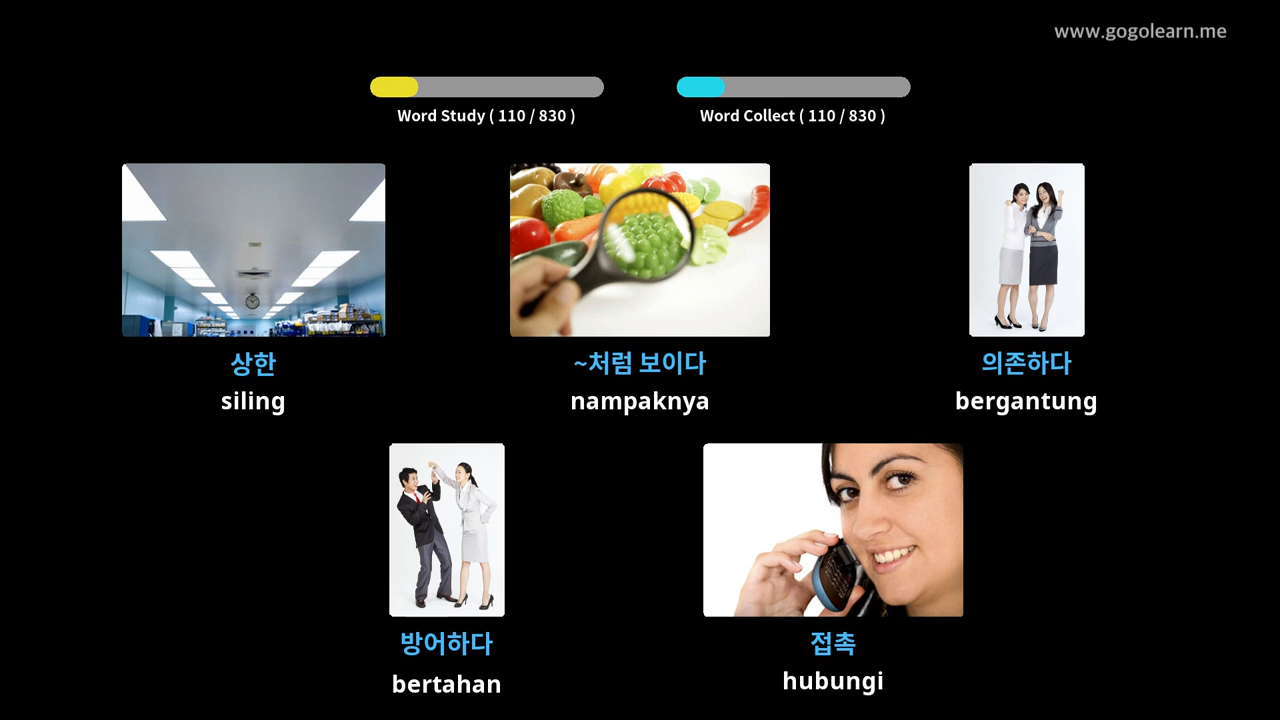 www.gogolearn.me
Word Study ( 110 / 830 )
Word Collect ( 110 / 830 )
상한
siling
~처럼 보이다
nampaknya
의존하다
bergantung
방어하다
bertahan
접촉
hubungi